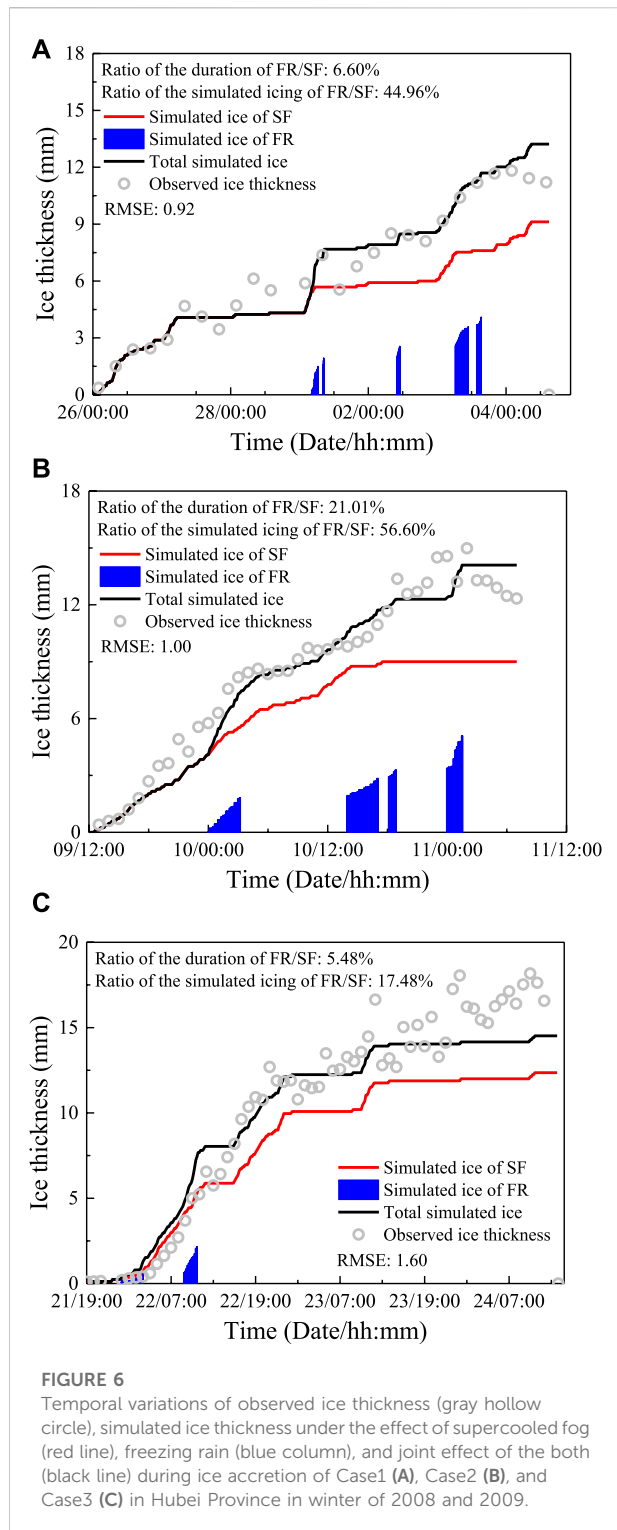 A
Ratio of the duration of FR/SF: 6.60%
Ratio of the simulated icing of FR/SF: 44.96%
Simulated ice of SF
Simulated ice of FR
Total simulated ice
Observed ice thickness
RMSE: 0.92
Ice thickness (mm)
18
15
12
9
6
3
0
26/00:00 28/00:00 02/00:00 04/00:00
Time (Date/hh:mm)
B
Ratio of the duration of FR/SF: 21.01%
Ratio of the simulated icing of FR/SF: 56.60%
Simulated ice of SF
Simulated ice of FR
Total simulated ice
Observed ice thickness
RMSE: 1.00
Ice thickness (mm)
18
12
6
0
09/12:00 10/00:00 10/12:00 11/00:00 11/12:00
Time (Date/hh:mm)
C
Ratio of the duration of FR/SF: 5.48%
Ratio of the simulated icing of FR/SF: 17.48%
Simulated ice of SF
Simulated ice of FR
Total simulated ice
Observed ice thickness
RMSE: 1.60
Ice thickness (mm)
20
15
10
5
0
21/19:00 22/07:00 22/19:00 23/07:00 23/19:00 24/07:00
Time (Date/hh:mm)
FIGURE 6
Temporal variations of observed ice thickness (gray hollow
circle), simulated ice thickness under the effect of supercooled fog
(red line), freezing rain (blue column), and joint effect of the both
(black line) during ice accretion of Case1 (A), Case2 (B), and
Case3 (C) in Hubei Province in winter of 2008 and 2009.